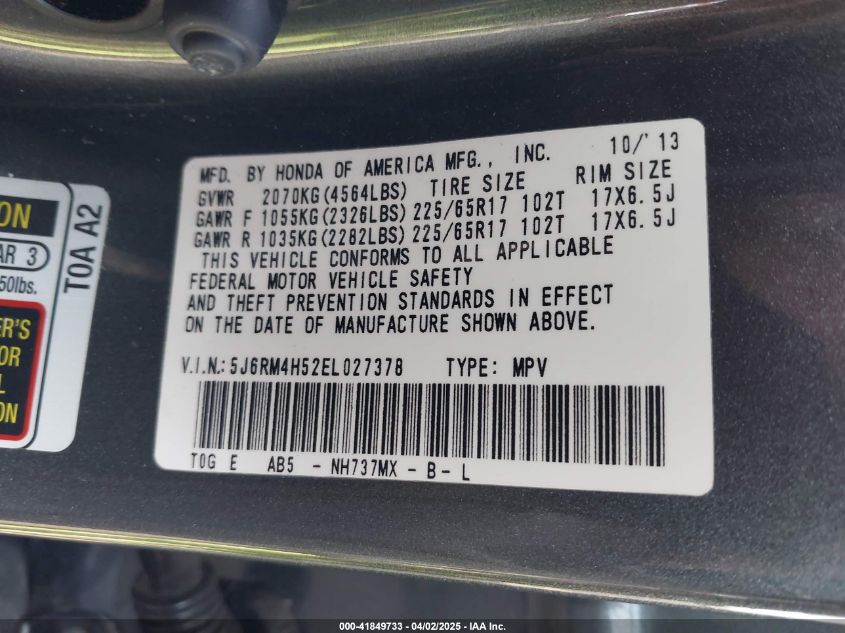 MFD. BY HONDA OF AMERICA MFG., INC. 10/'13
GVWR 2070KG(4564LBS) TIRE SIZE RIM SIZE
GAWR F 1055KG(2326LBS) 225/65R17 102T 17X6.5J
GAWR R 1035KG(2282LBS) 225/65R17 102T 17X6.5J
THIS VEHICLE CONFORMS TO ALL APPLICABLE
FEDERAL MOTOR VEHICLE SAFETY
AND THEFT PREVENTION STANDARDS IN EFFECT
ON THE DATE OF MANUFACTURE SHOWN ABOVE.
V.I.N.: 5J6RM4H52EL027378 TYPE: MPV
T0G E AB5 - NH737MX - B - L
T0A A2
ON
AR 3
50lbs.
ER'S
OR
L
ON
000-41849733 - 04/02/2025 - IAA Inc.